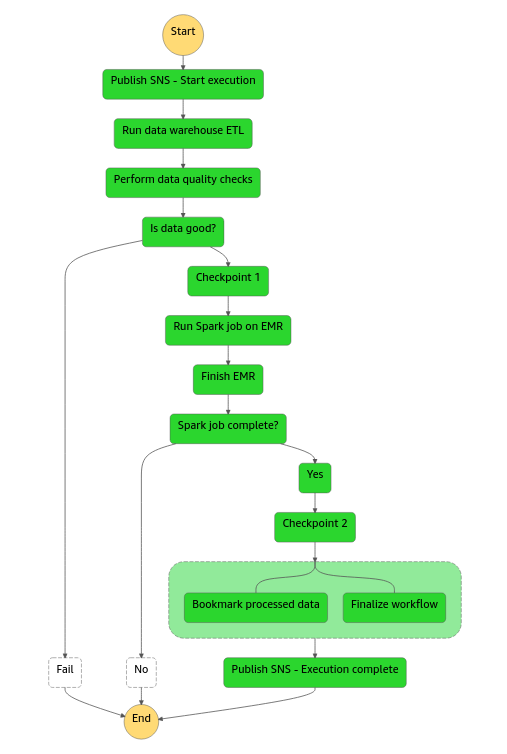 Start
Publish SNS - Start execution
Run data warehouse ETL
Perform data quality checks
Is data good?
Checkpoint 1
Run Spark job on EMR
Finish EMR
Spark job complete?
Yes
Checkpoint 2
Bookmark processed data
Finalize workflow
Fail
No
Publish SNS - Execution complete
End